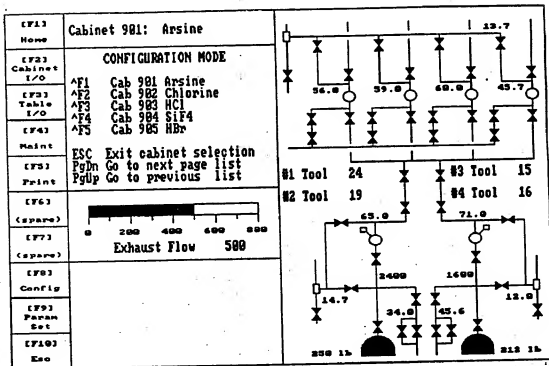 [F1]
Home
[F2]
Cabinet
I/O
[F3]
Table
I/O
[F4]
Maint
[F5]
Print
[F6]
(spare)
[F7]
(spare)
[F8]
Config
[F9]
Param
Set
[F10]
Esc
Cabinet 901: Arsine
CONFIGURATION MODE
^F1 Cab 901 Arsine
^F2 Cab 902 Chlorine
^F3 Cab 903 HCl
^F4 Cab 904 SiF4
^F5 Cab 905 HBr
ESC Exit cabinet selection
PgDn Go to next page list
PgUp Go to previous list
0 200 400 600 800
Exhaust Flow 500
13.7
56.0 59.0 60.0 45.7
#1 Tool 24 #3 Tool 15
#2 Tool 19 #4 Tool 16
65.0 71.0
2400 1600
14.7 34.0 45.6 12.0
250 lb 212 lb